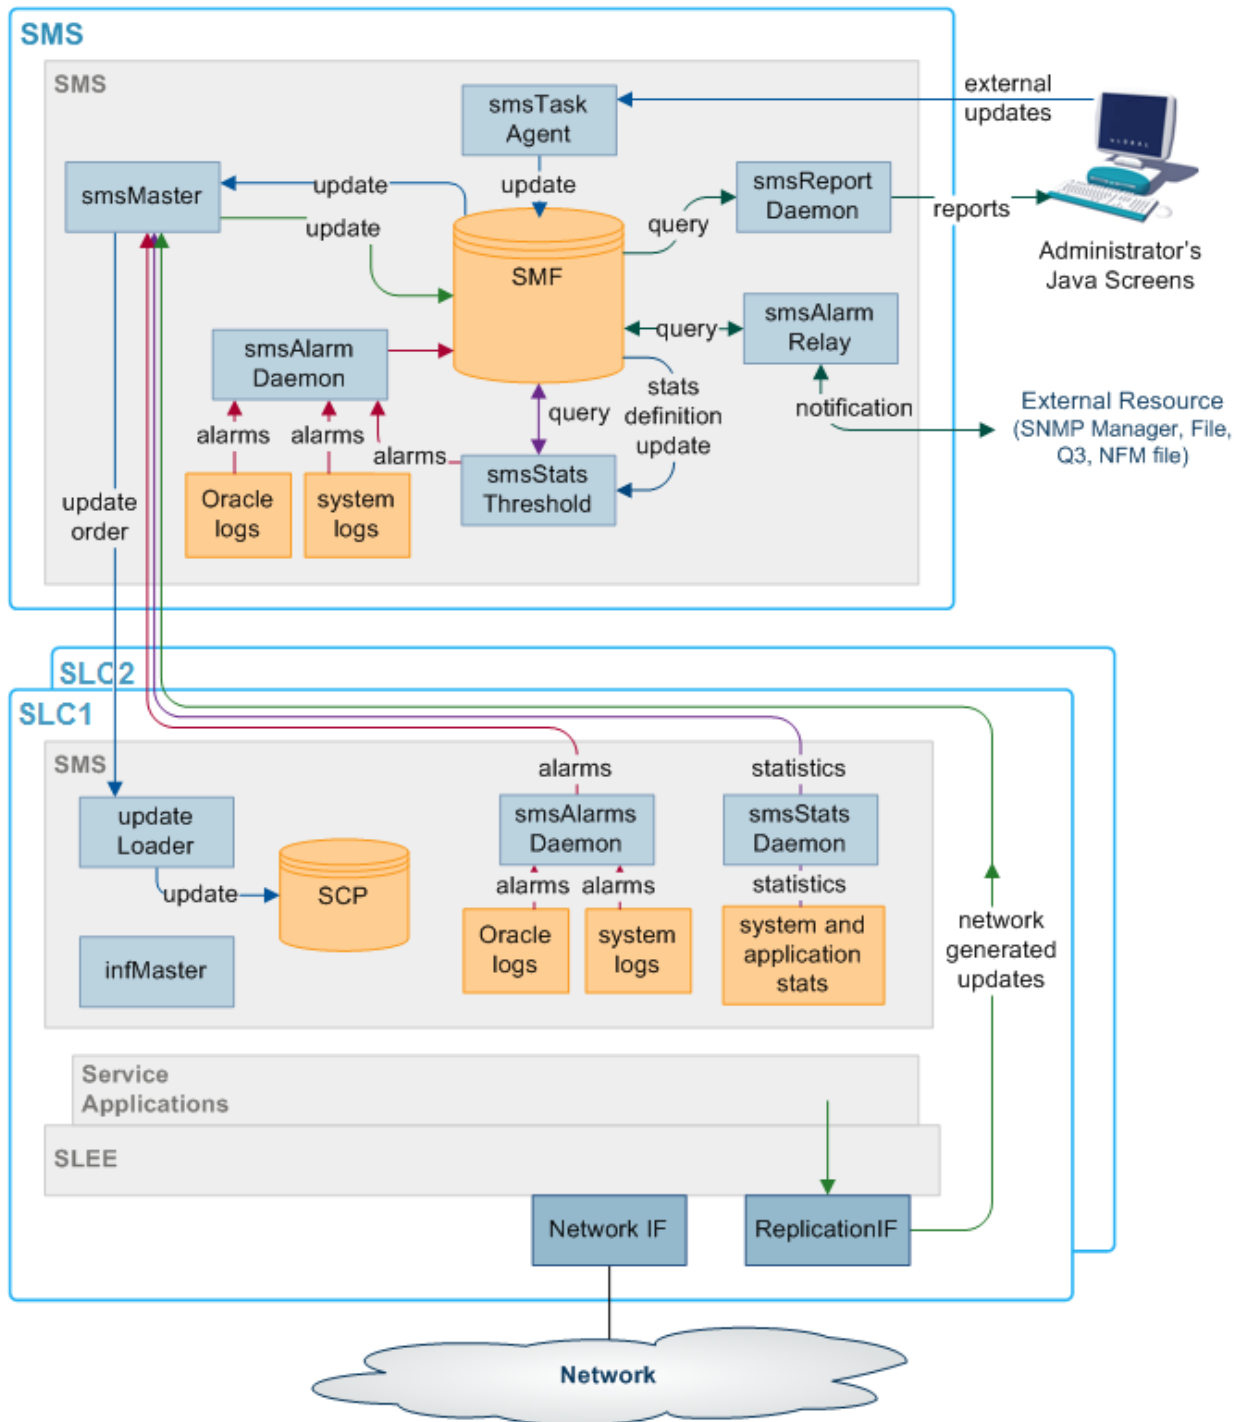 SMS
SMS
external
updates
smsTask
Agent
smsMaster
update
update
update
smsReport
Daemon
query
reports
GLOBAL
Administrator's
Java Screens
SMF
smsAlarm
Daemon
query
smsAlarm
Relay
stats
definition
update
query
notification
External Resource
(SNMP Manager, File,
Q3, NFM file)
alarms
alarms
alarms
smsStats
Threshold
Oracle
logs
system
logs
update
order
SLC2
SLC1
SMS
alarms
statistics
update
Loader
smsAlarms
Daemon
smsStats
Daemon
update
SCP
alarms
alarms
statistics
Oracle
logs
system
logs
system and
application
stats
network
generated
updates
infMaster
Service
Applications
SLEE
Network IF
ReplicationIF
Network